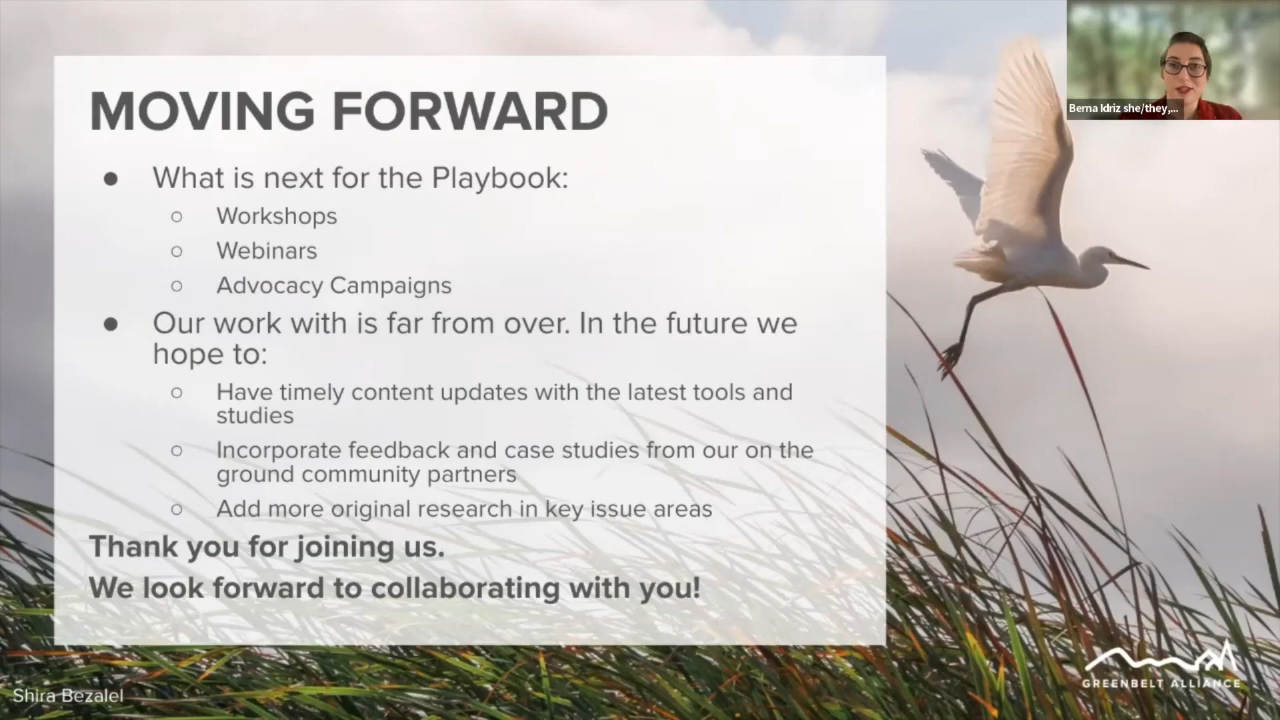 Berna Idriz she/they,...
MOVING FORWARD
● What is next for the Playbook:
○ Workshops
○ Webinars
○ Advocacy Campaigns
● Our work with is far from over. In the future we
hope to:
○ Have timely content updates with the latest tools and
studies
○ Incorporate feedback and case studies from our on the
ground community partners
○ Add more original research in key issue areas
Thank you for joining us.
We look forward to collaborating with you!
Shira Bezalel
GREENBELT ALLIANCE